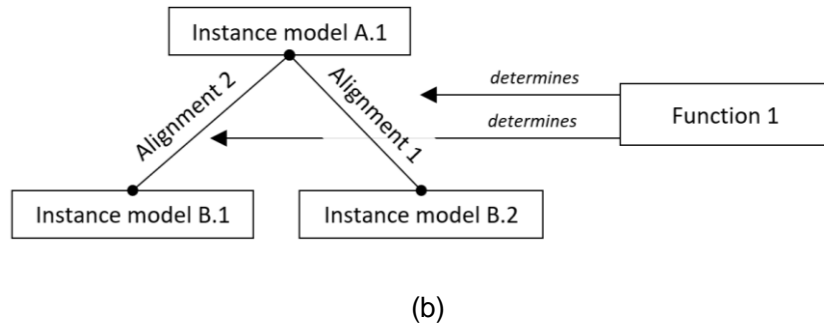 Instance model A.1
determines
Alignment 2
Alignment 1
Function 1
determines
Instance model B.1
Instance model B.2
(b)